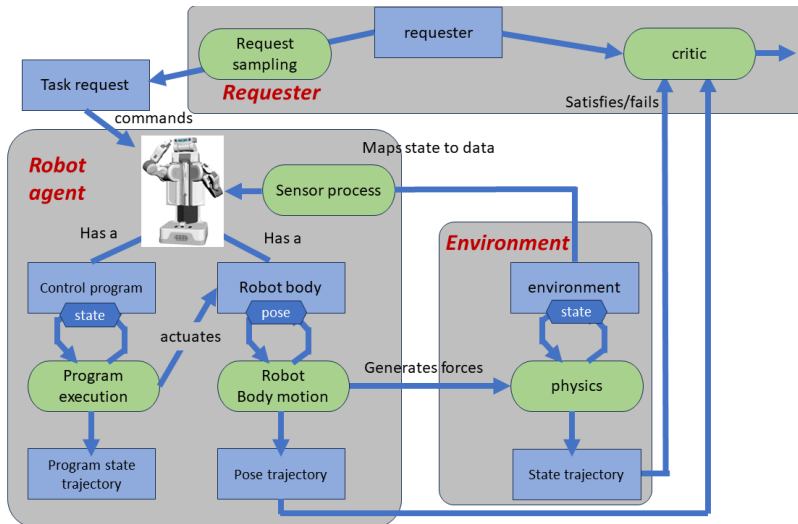 Request
sampling
requester
critic
Task request
Requester
Satisfies/fails
commands
Maps state to data
Robot
agent
Sensor process
Has a
Has a
Environment
Control program
state
Robot body
pose
environment
state
actuates
Program
execution
Robot
Body motion
Generates forces
physics
Program state
trajectory
Pose trajectory
State trajectory